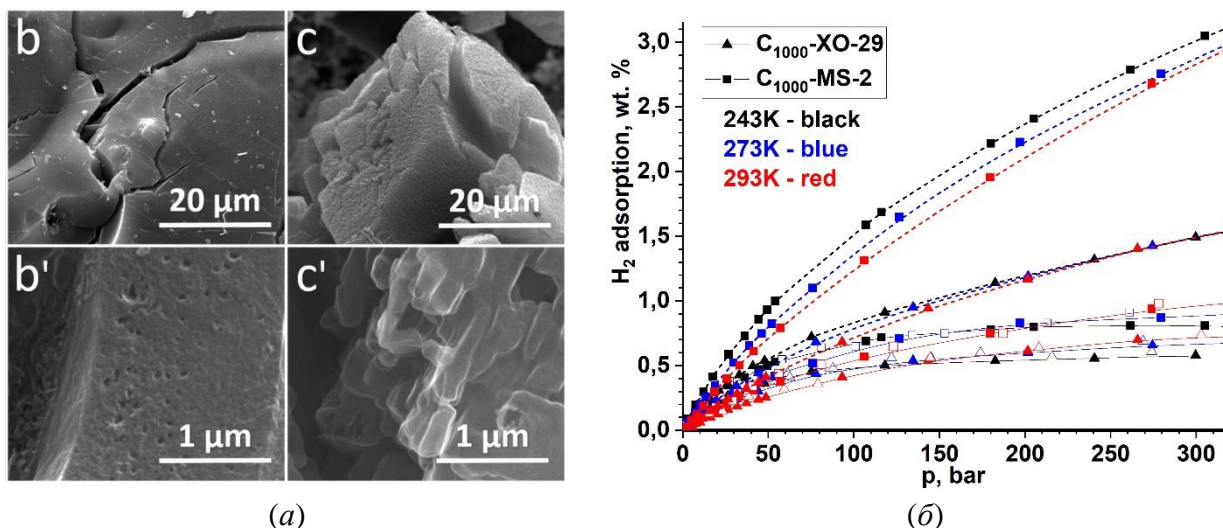 b
c
20 μm
20 μm
b'
c'
1 μm
1 μm
(а)
H₂ adsorption, wt. %
3,0
2,5
2,0
1,5
1,0
0,5
0,0
C₁₀₀₀-XO-29
C₁₀₀₀-MS-2
243K - black
273K - blue
293K - red
0 50 100 150 200 250 300
p, bar
(б)